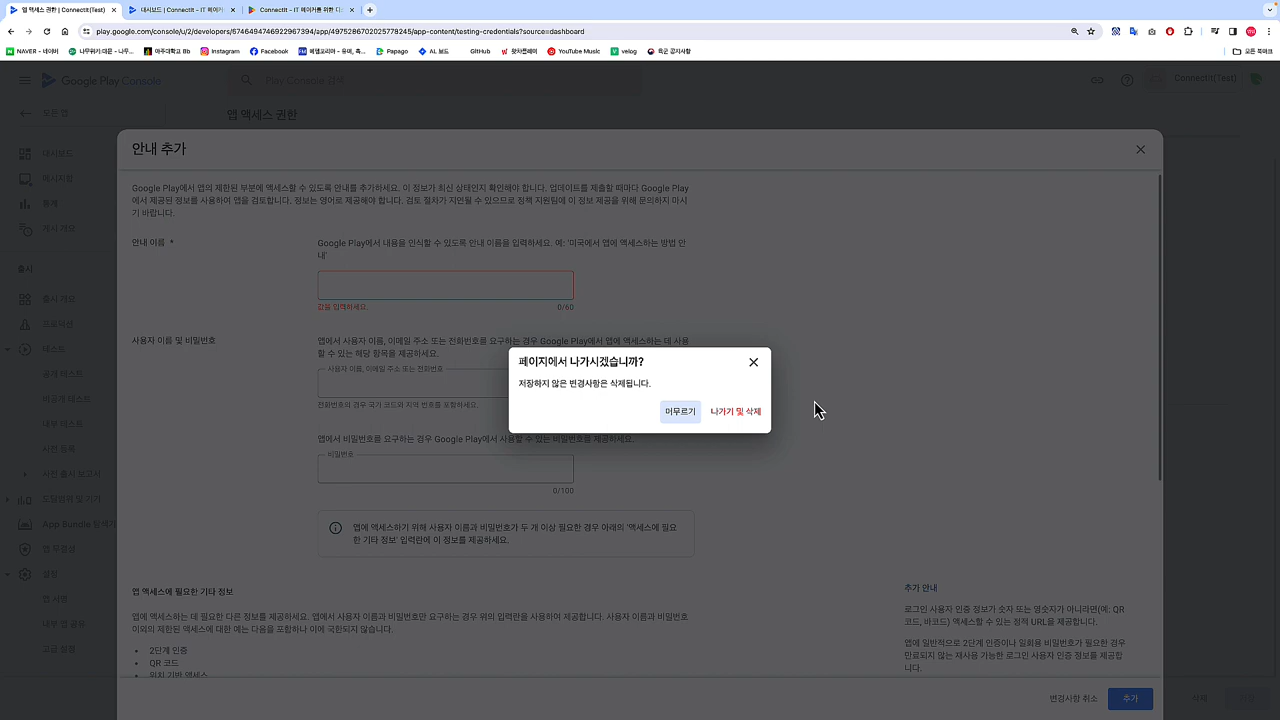 앱 액세스 권한 | ConnectIt(Test)
대시보드 | ConnectIt – IT 메이커
ConnectIt – IT 메이커를 위한 디
play.google.com/console/u/2/developers/6746494746922967394/app/4975286702025778245/app-content/testing-credentials?source=dashboard
NAVER - 네이버
나무위키:대문 - 나무...
아주대학교 Bb
Instagram
Facebook
에펨코리아 - 유머, 축...
Papago
AL 보드
GitHub
왓챠플레이
YouTube Music
velog
육군 공지사항
모든 북마크
Google Play Console
Play Console 검색
ConnectIt(Test)
모든 앱
앱 액세스 권한
대시보드
메시지함
통계
게시 개요
출시
출시 개요
프로덕션
테스트
공개 테스트
비공개 테스트
내부 테스트
사전 등록
사전 출시 보고서
도달범위 및 기기
App Bundle 탐색기
앱 무결성
설정
앱 서명
내부 앱 공유
고급 설정
안내 추가
Google Play에서 앱의 제한된 부분에 액세스할 수 있도록 안내를 추가하세요. 이 정보가 최신 상태인지 확인해야 합니다. 업데이트를 제출할 때마다 Google Play
에서 제공된 정보를 사용하여 앱을 검토합니다. 정보는 영어로 제공해야 합니다. 검토 절차가 지연될 수 있으므로 정책 지원팀에 이 정보 제공을 위해 문의하지 마시
기 바랍니다.
안내 이름 *
Google Play에서 내용을 인식할 수 있도록 안내 이름을 입력하세요. 예: '미국에서 앱에 액세스하는 방법 안
내'
값을 입력하세요.
0/60
사용자 이름 및 비밀번호
앱에서 사용자 이름, 이메일 주소 또는 전화번호를 요구하는 경우 Google Play에서 앱에 액세스하는 데 사용
할 수 있는 해당 항목을 제공하세요.
사용자 이름, 이메일 주소 또는 전화번호
전화번호의 경우 국가 코드와 지역 번호를 포함하세요.
앱에서 비밀번호를 요구하는 경우 Google Play에서 사용할 수 있는 비밀번호를 제공하세요.
비밀번호
0/100
앱에 액세스하기 위해 사용자 이름과 비밀번호가 두 개 이상 필요한 경우 아래의 '액세스에 필요
한 기타 정보' 입력란에 이 정보를 제공하세요.
페이지에서 나가시겠습니까?
저장하지 않은 변경사항은 삭제됩니다.
머무르기
나가기 및 삭제
앱 액세스에 필요한 기타 정보
앱에 액세스하는 데 필요한 다른 정보를 제공하세요. 앱에서 사용자 이름과 비밀번호만 요구하는 경우 위의 입력란을 사용하여 제공합니다. 사용자 이름과 비밀번호
이외의 제한된 액세스에 대한 예는 다음을 포함하나 이에 국한되지 않습니다.
• 2단계 인증
• QR 코드
• 위치 기반 액세스
추가 안내
로그인 사용자 인증 정보가 숫자 또는 영숫자가 아니라면(예: QR
코드, 바코드) 액세스할 수 있는 정책 URL을 제공합니다.
앱에 일반적으로 2단계 인증이나 일회용 비밀번호가 필요한 경우
만료되지 않는 재사용 가능한 로그인 사용자 인증 정보를 제공합니
다.
변경사항 취소
추가
삭제
저장